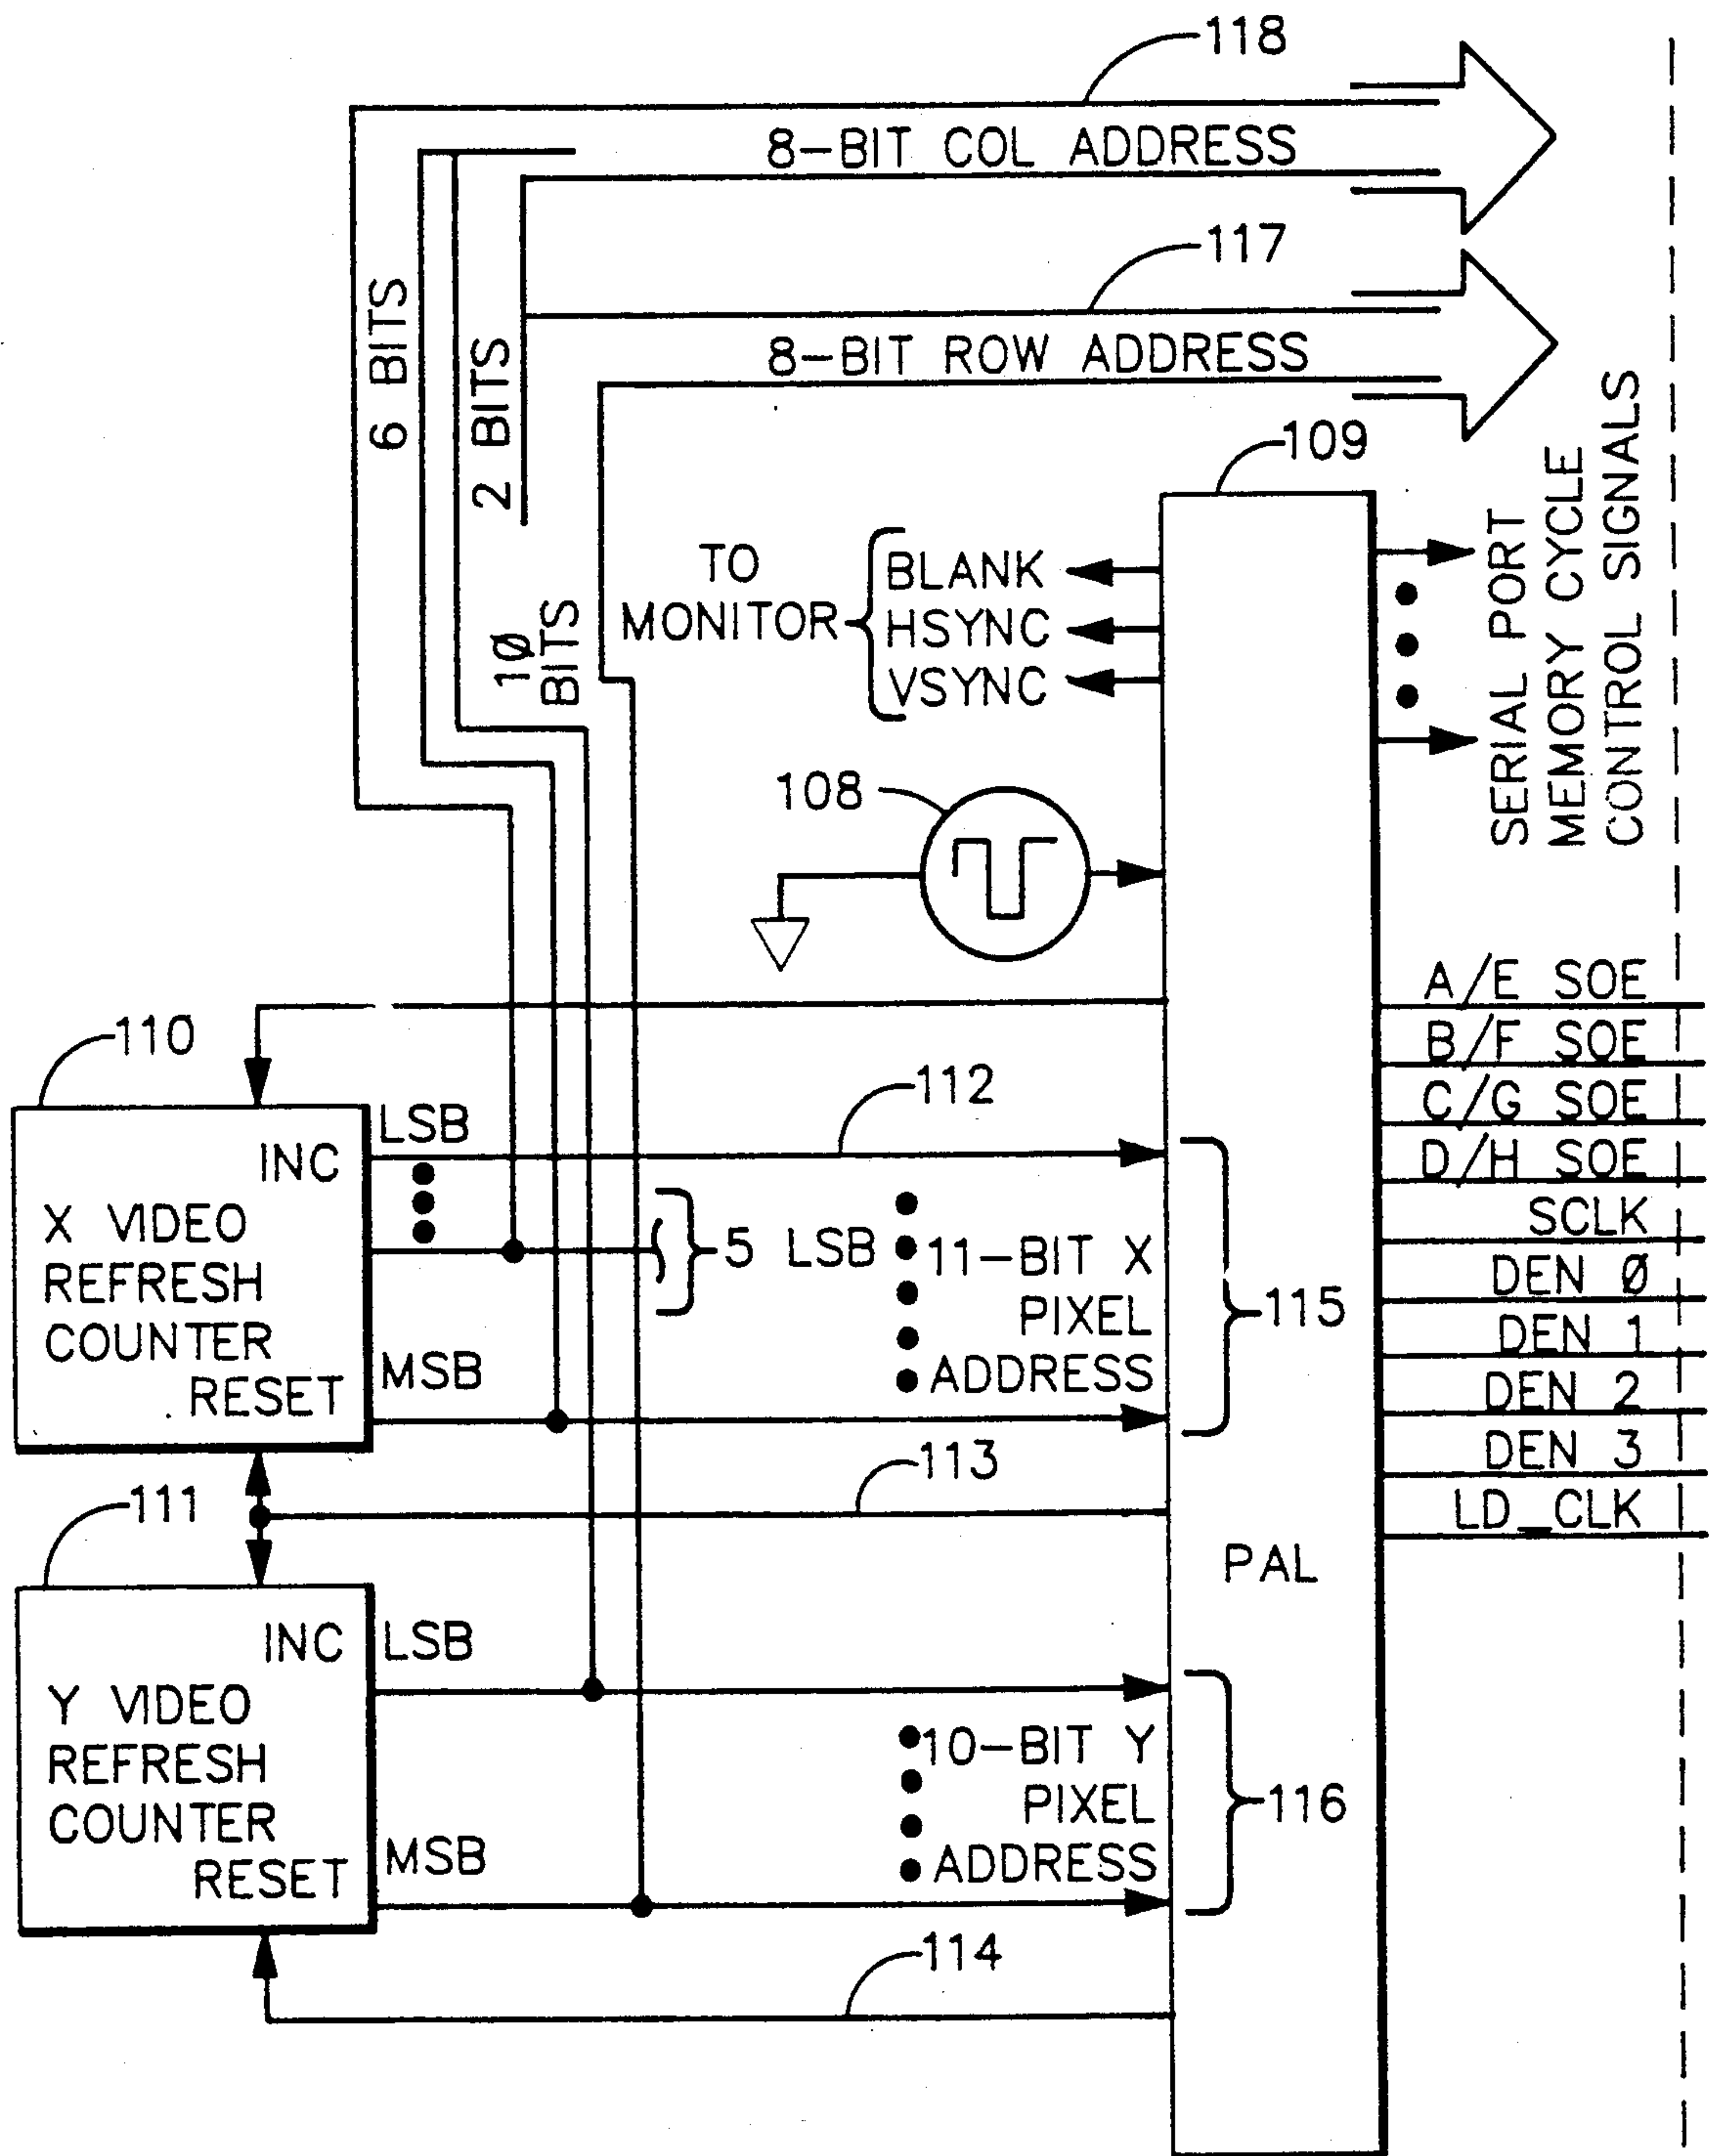 118
8-BIT COL ADDRESS
117
8-BIT ROW ADDRESS
6 BITS
2 BITS
1Ø
BITS
109
TO
MONITOR
BLANK
HSYNC
VSYNC
SERIAL PORT
MEMORY CYCLE
CONTROL SIGNALS
108
A/E SOE
B/F SOE
C/G SOE
D/H SOE
SCLK
DEN Ø
DEN 1
DEN 2
DEN 3
LD_CLK
110
INC
X VIDEO
REFRESH
COUNTER
RESET
LSB
MSB
112
5 LSB
11-BIT X
PIXEL
ADDRESS
115
113
PAL
111
INC
Y VIDEO
REFRESH
COUNTER
RESET
LSB
MSB
10-BIT Y
PIXEL
ADDRESS
116
114